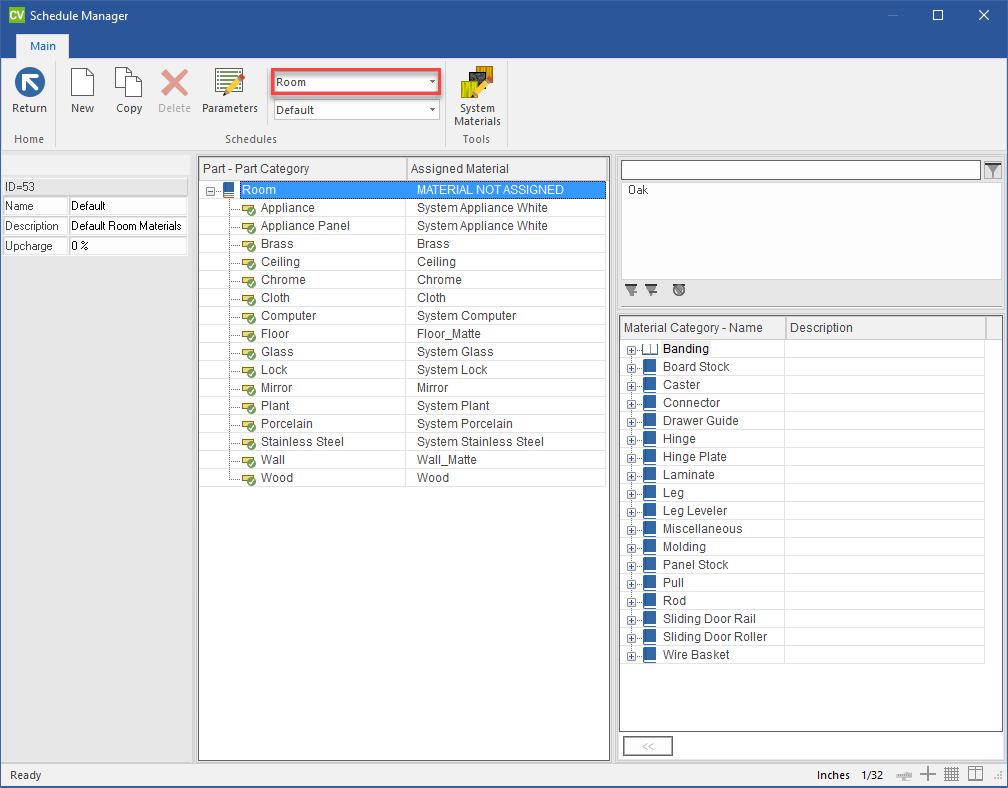 CV Schedule Manager
Main
Return
New
Copy
Delete
Parameters
Room
Default
System
Materials
Home
Schedules
Tools
ID=53
Name Default
Description Default Room Materials
Upcharge 0 %
Part - Part Category Assigned Material
Room MATERIAL NOT ASSIGNED
Appliance System Appliance White
Appliance Panel System Appliance White
Brass Brass
Ceiling Ceiling
Chrome Chrome
Cloth Cloth
Computer System Computer
Floor Floor_Matte
Glass System Glass
Lock System Lock
Mirror Mirror
Plant System Plant
Porcelain System Porcelain
Stainless Steel System Stainless Steel
Wall Wall_Matte
Wood Wood
Oak
Material Category - Name Description
Banding
Board Stock
Caster
Connector
Drawer Guide
Hinge
Hinge Plate
Laminate
Leg
Leg Leveler
Miscellaneous
Molding
Panel Stock
Pull
Rod
Sliding Door Rail
Sliding Door Roller
Wire Basket
<<
Ready
Inches 1/32